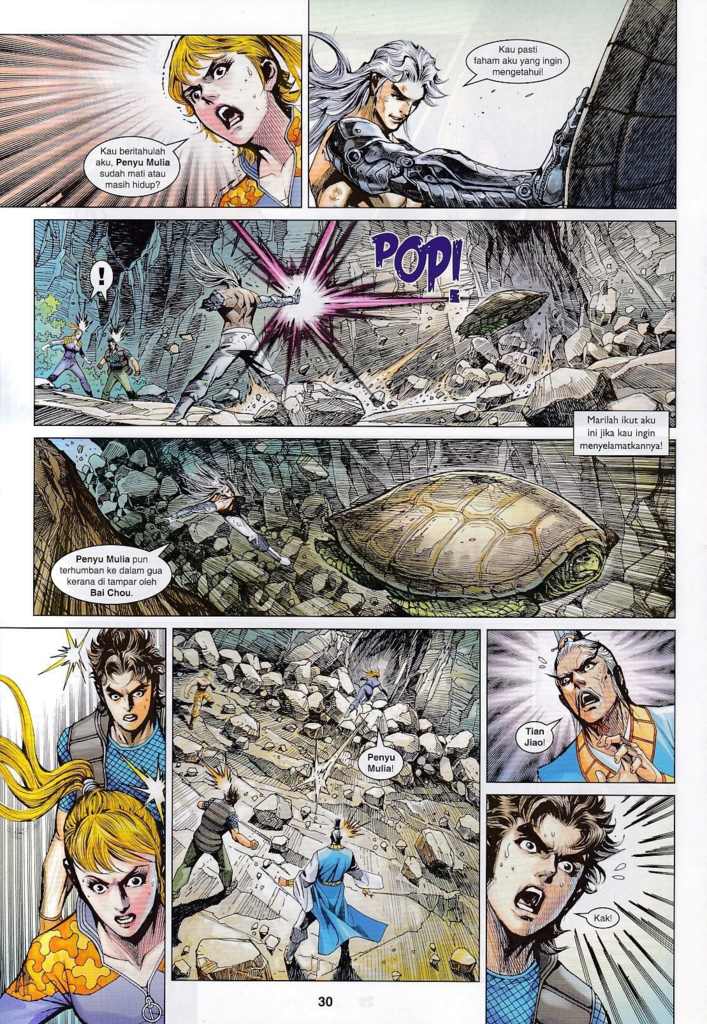 Kau beritahulah
aku, Penyu Mulia
sudah mati atau
masih hidup?
Kau pasti
faham aku yang ingin
mengetahui!
!
POP!
Marilah ikut aku
ini jika kau ingin
menyelamatkannya!
Penyu Mulia pun
terhumban ke dalam gua
kerana di tampar oleh
Bai Chou.
Penyu
Mulia!
Tian
Jiao!
Kak!
30